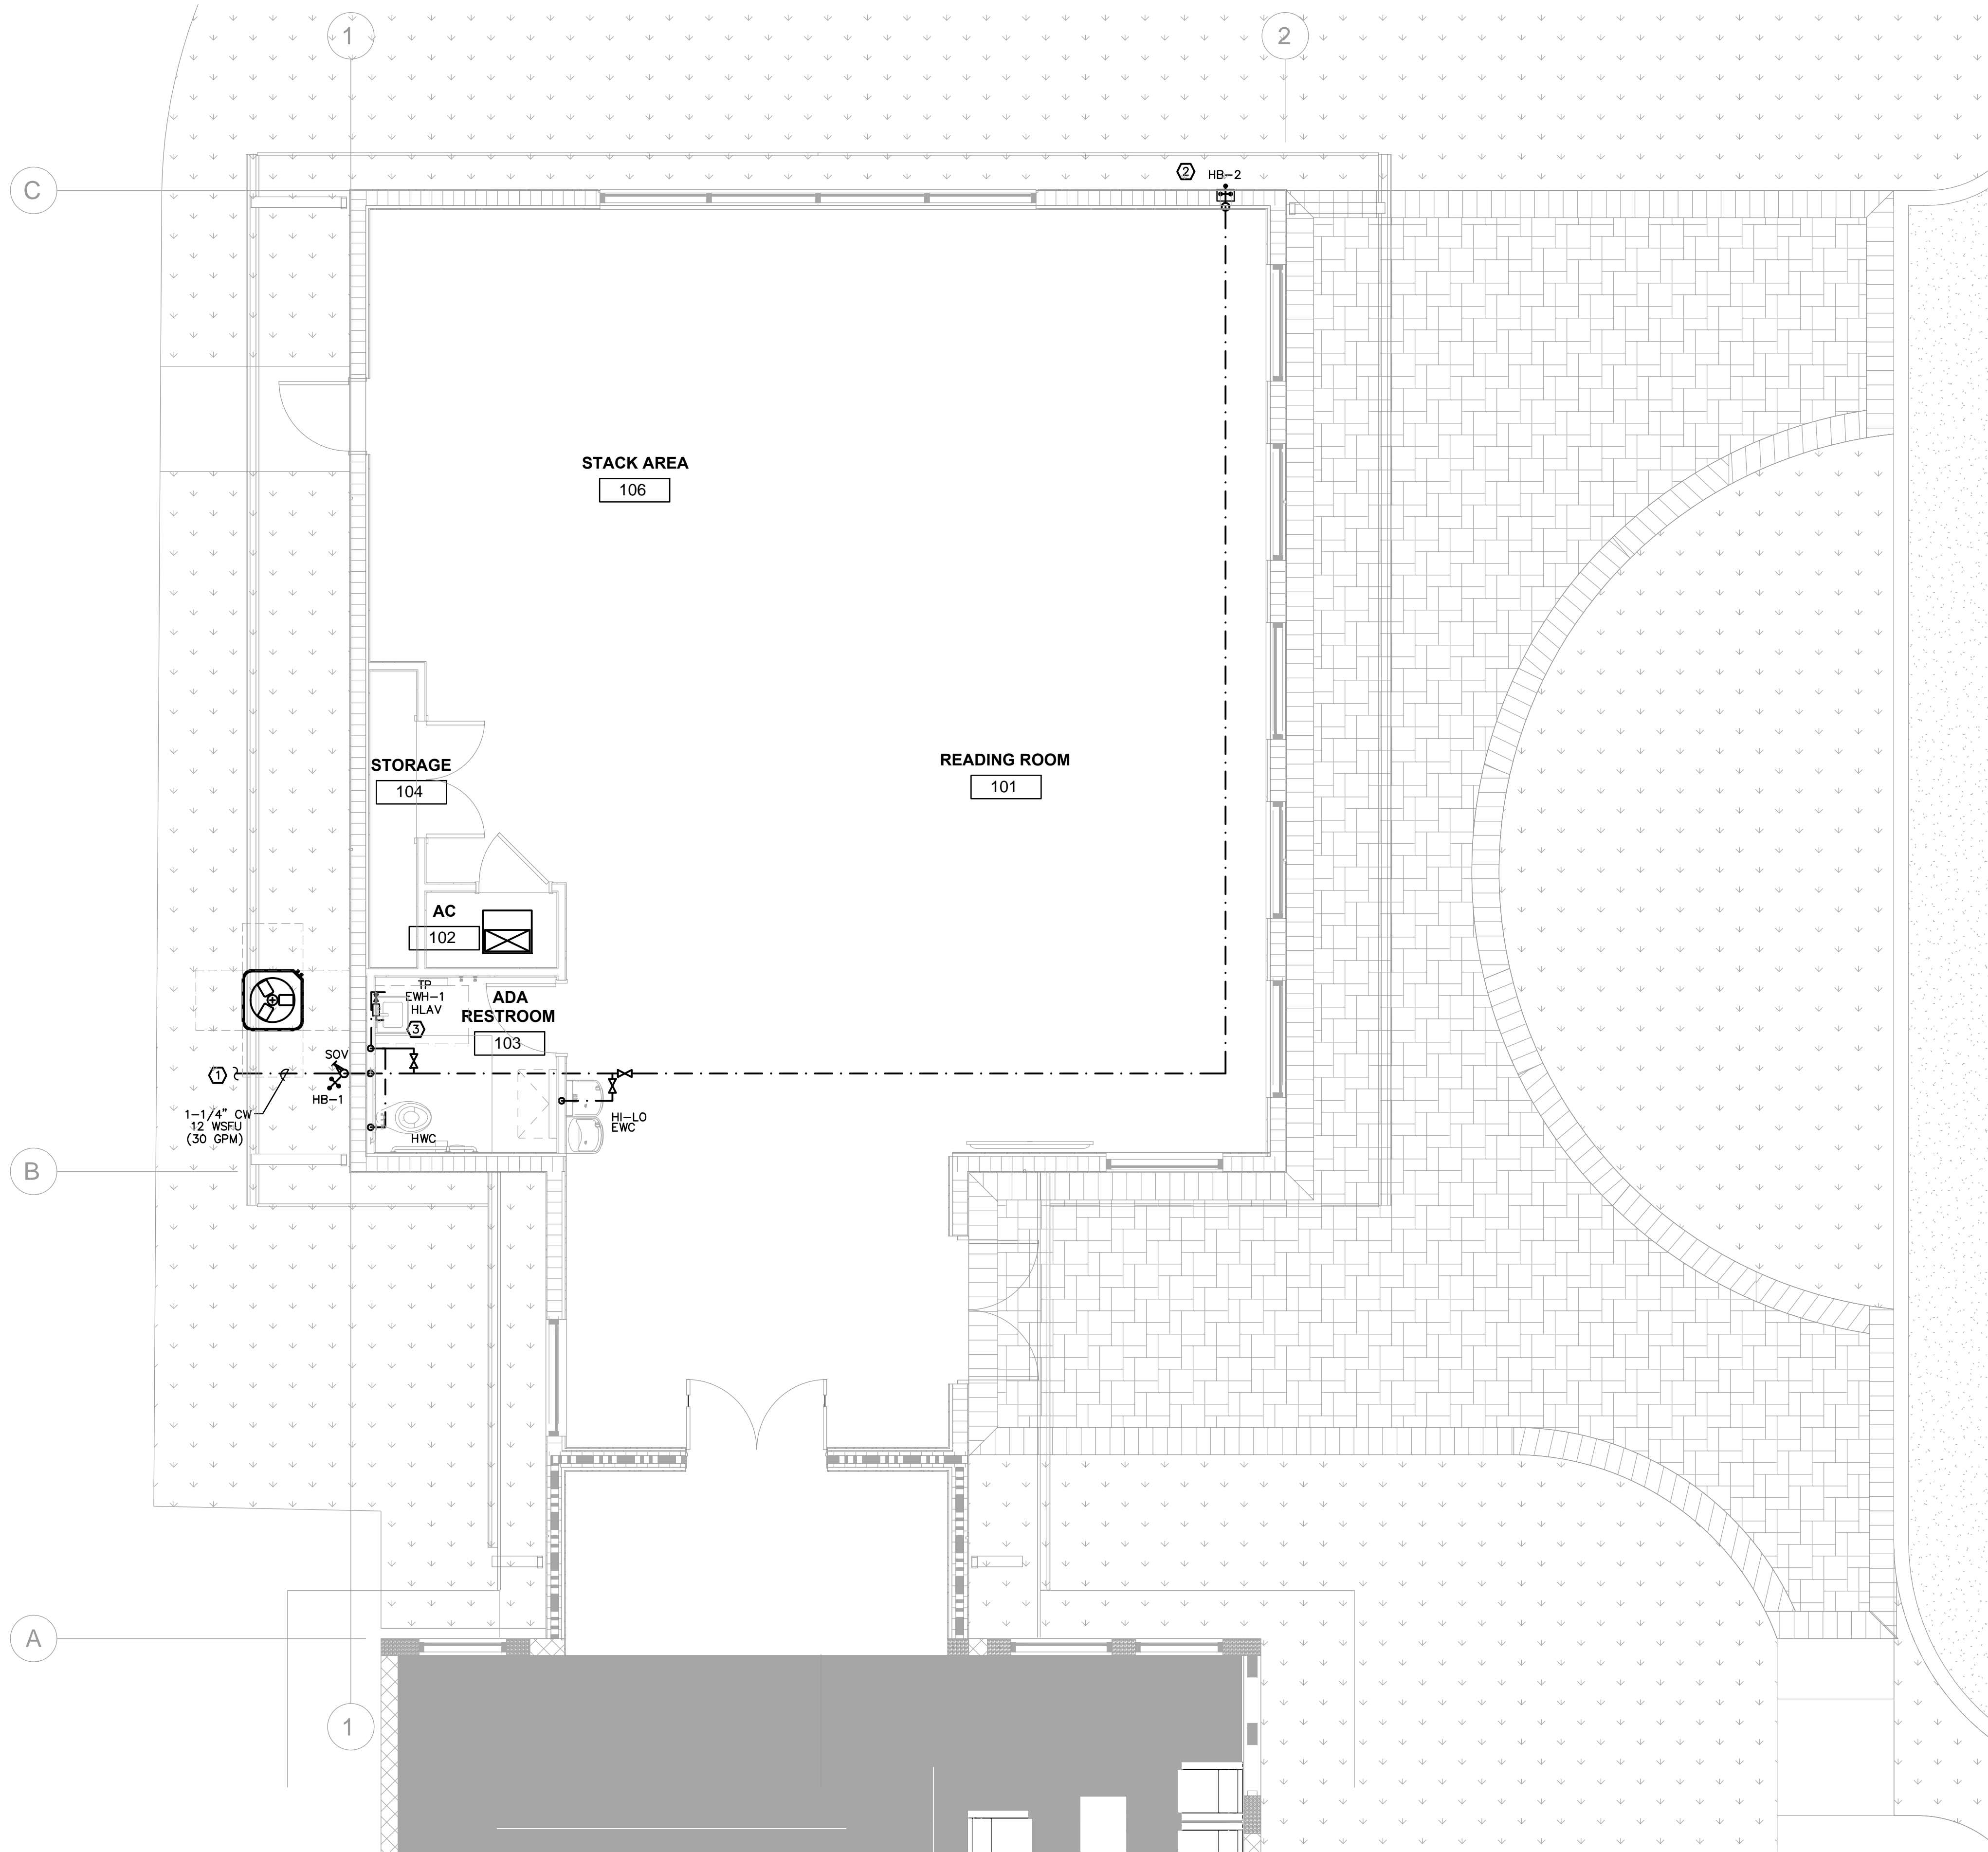 1
2
C
2
HB-2
STACK AREA
106
STORAGE
104
READING ROOM
101
AC
102
TP
EWH-1
HLAV
3
ADA
RESTROOM
103
SOV
1
HB-1
1-1/4" CW
12 WSFU
(30 GPM)
HWC
HI-LO
EWC
B
A
1